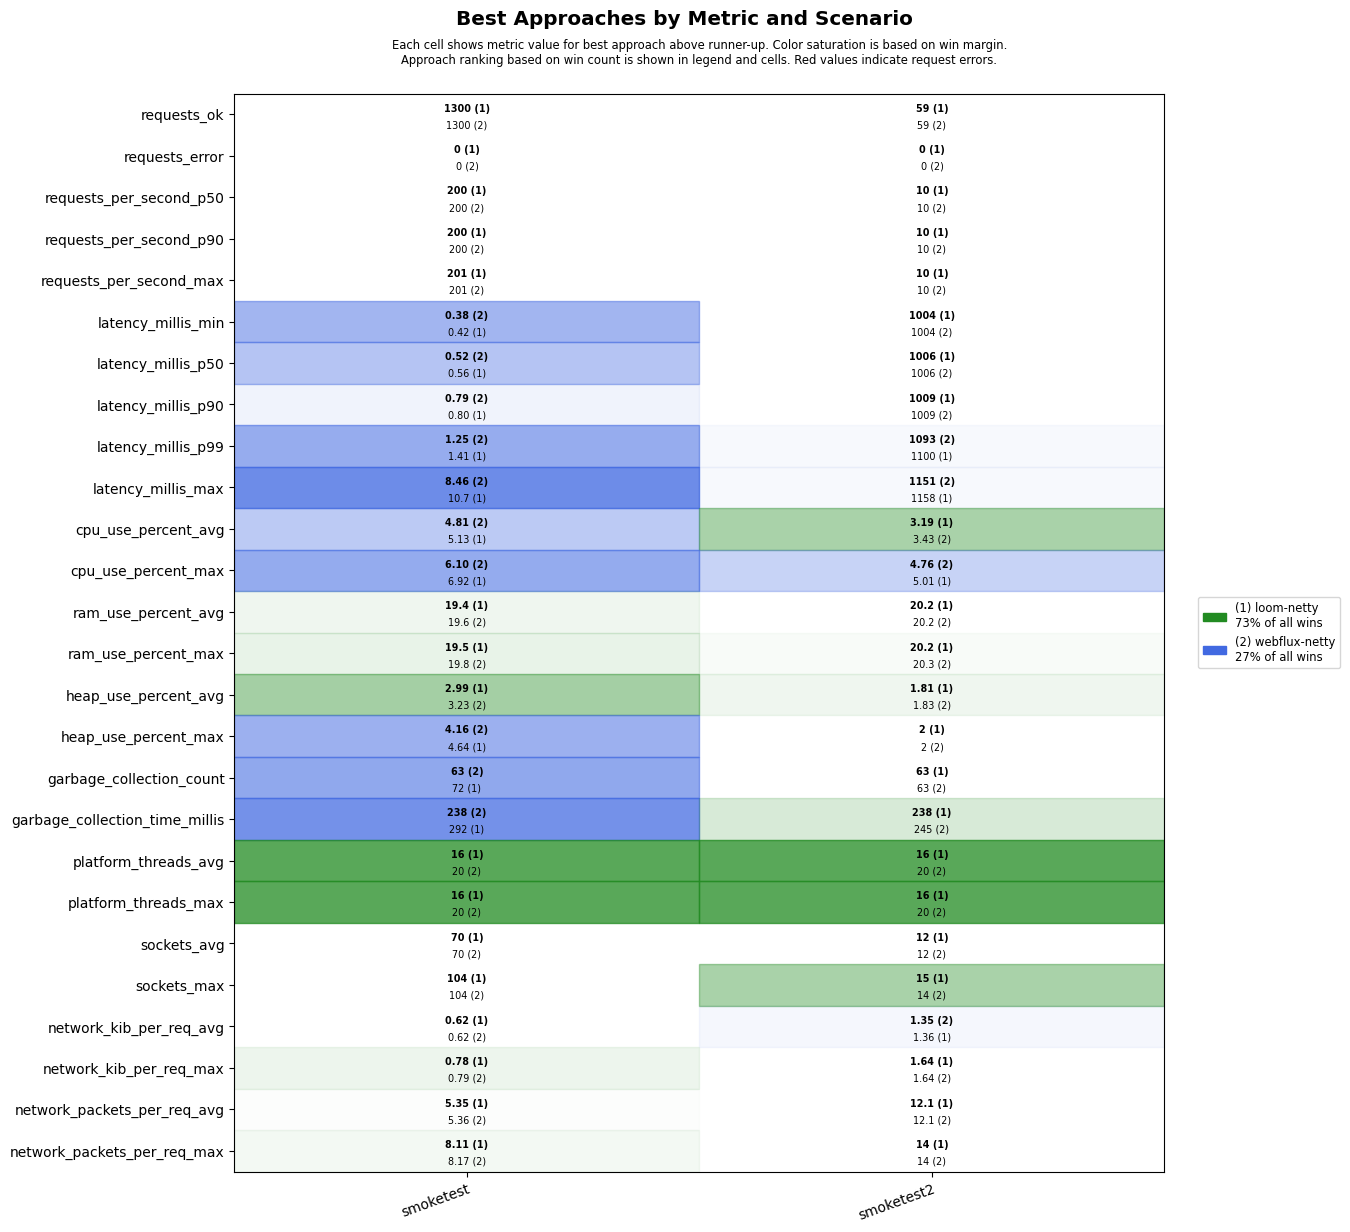 Best Approaches by Metric and Scenario
Each cell shows metric value for best approach above runner-up. Color saturation is based on win margin.
Approach ranking based on win count is shown in legend and cells. Red values indicate request errors.
requests_ok
1300 (1)
1300 (2)
59 (1)
59 (2)
requests_error
0 (1)
0 (2)
0 (1)
0 (2)
requests_per_second_p50
200 (1)
200 (2)
10 (1)
10 (2)
requests_per_second_p90
200 (1)
200 (2)
10 (1)
10 (2)
requests_per_second_max
201 (1)
201 (2)
10 (1)
10 (2)
latency_millis_min
0.38 (2)
0.42 (1)
1004 (1)
1004 (2)
latency_millis_p50
0.52 (2)
0.56 (1)
1006 (1)
1006 (2)
latency_millis_p90
0.79 (2)
0.80 (1)
1009 (1)
1009 (2)
latency_millis_p99
1.25 (2)
1.41 (1)
1093 (2)
1100 (1)
latency_millis_max
8.46 (2)
10.7 (1)
1151 (2)
1158 (1)
cpu_use_percent_avg
4.81 (2)
5.13 (1)
3.19 (1)
3.43 (2)
cpu_use_percent_max
6.10 (2)
6.92 (1)
4.76 (2)
5.01 (1)
ram_use_percent_avg
19.4 (1)
19.6 (2)
20.2 (1)
20.2 (2)
ram_use_percent_max
19.5 (1)
19.8 (2)
20.2 (1)
20.3 (2)
heap_use_percent_avg
2.99 (1)
3.23 (2)
1.81 (1)
1.83 (2)
heap_use_percent_max
4.16 (2)
4.64 (1)
2 (1)
2 (2)
garbage_collection_count
63 (2)
72 (1)
63 (1)
63 (2)
garbage_collection_time_millis
238 (2)
292 (1)
238 (1)
245 (2)
platform_threads_avg
16 (1)
20 (2)
16 (1)
20 (2)
platform_threads_max
16 (1)
20 (2)
16 (1)
20 (2)
sockets_avg
70 (1)
70 (2)
12 (1)
12 (2)
sockets_max
104 (1)
104 (2)
15 (1)
14 (2)
network_kib_per_req_avg
0.62 (1)
0.62 (2)
1.35 (2)
1.36 (1)
network_kib_per_req_max
0.78 (1)
0.79 (2)
1.64 (1)
1.64 (2)
network_packets_per_req_avg
5.35 (1)
5.36 (2)
12.1 (1)
12.1 (2)
network_packets_per_req_max
8.11 (1)
8.17 (2)
14 (1)
14 (2)
smoketest
smoketest2
(1) loom-netty
73% of all wins
(2) webflux-netty
27% of all wins